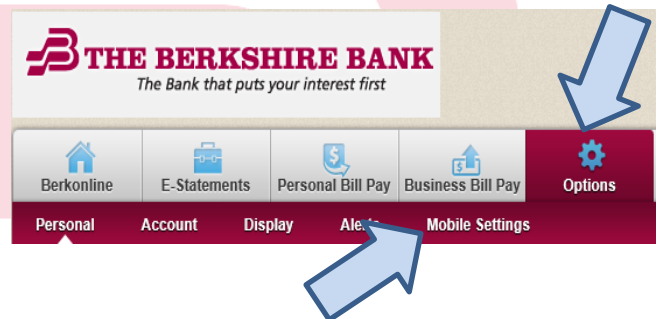 THE BERKSHIRE BANK
The Bank that puts your interest first
Berkonline E-Statements Personal Bill Pay Business Bill Pay Options
Personal Account Display Alerts Mobile Settings